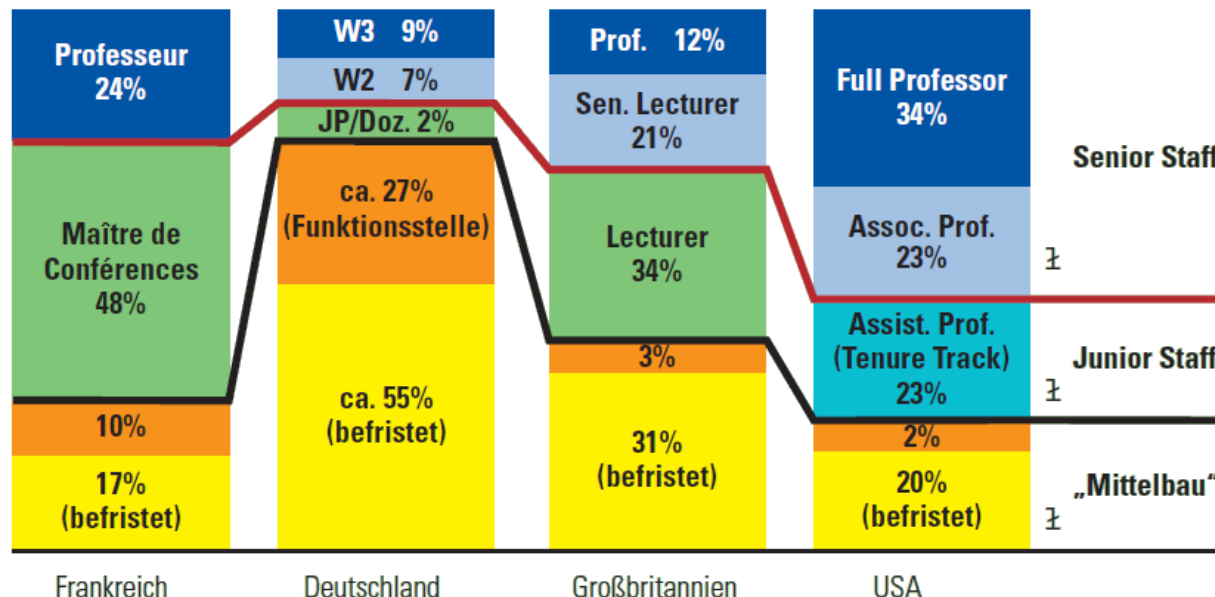 Professeur
24%
Maître de
Conférences
48%
10%
17%
(befristet)
W3 9%
W2 7%
JP/Doz. 2%
ca. 27%
(Funktionsstelle)
ca. 55%
(befristet)
Prof. 12%
Sen. Lecturer
21%
Lecturer
34%
3%
31%
(befristet)
Full Professor
34%
Assoc. Prof.
23%
Assist. Prof.
(Tenure Track)
23%
2%
20%
(befristet)
Senior Staff
ł
Junior Staff
ł
„Mittelbau“
ł
Frankreich
Deutschland
Großbritannien
USA